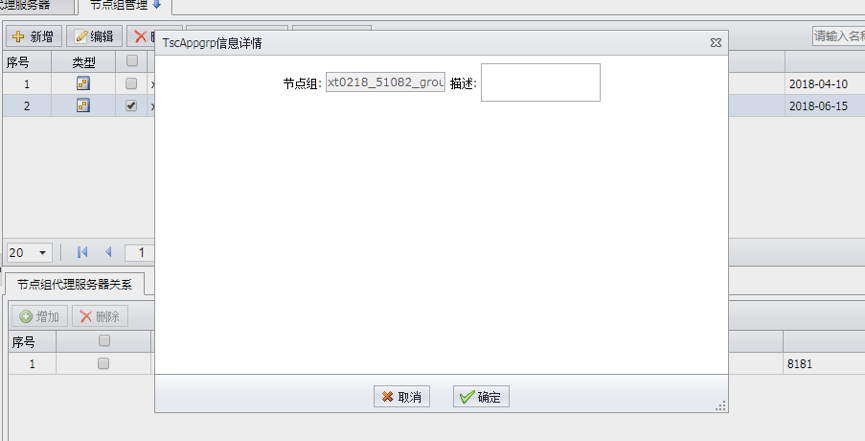 代理服务器 节点组管理
新增 编辑 请输入名称
TscAppgrp信息详情
序号 类型
节点组: xt0218_51082_grou 描述:
1 2018-04-10
2 2018-06-15
20 1
节点组代理服务器关系
增加 删除
序号
1 8181
取消 确定